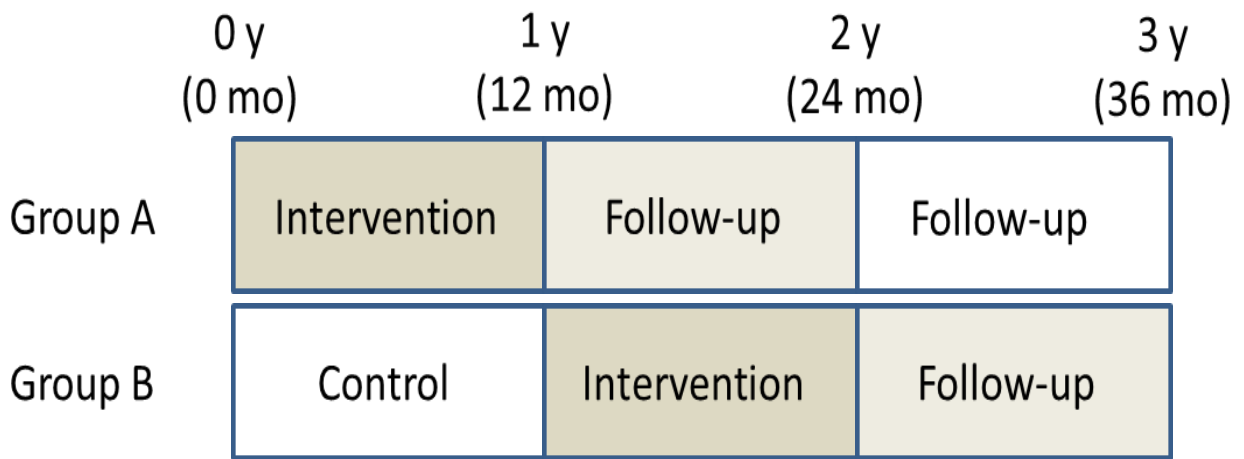 0 y 1 y 2 y 3 y
(0 mo) (12 mo) (24 mo) (36 mo)
Group A Intervention Follow-up Follow-up
Group B Control Intervention Follow-up